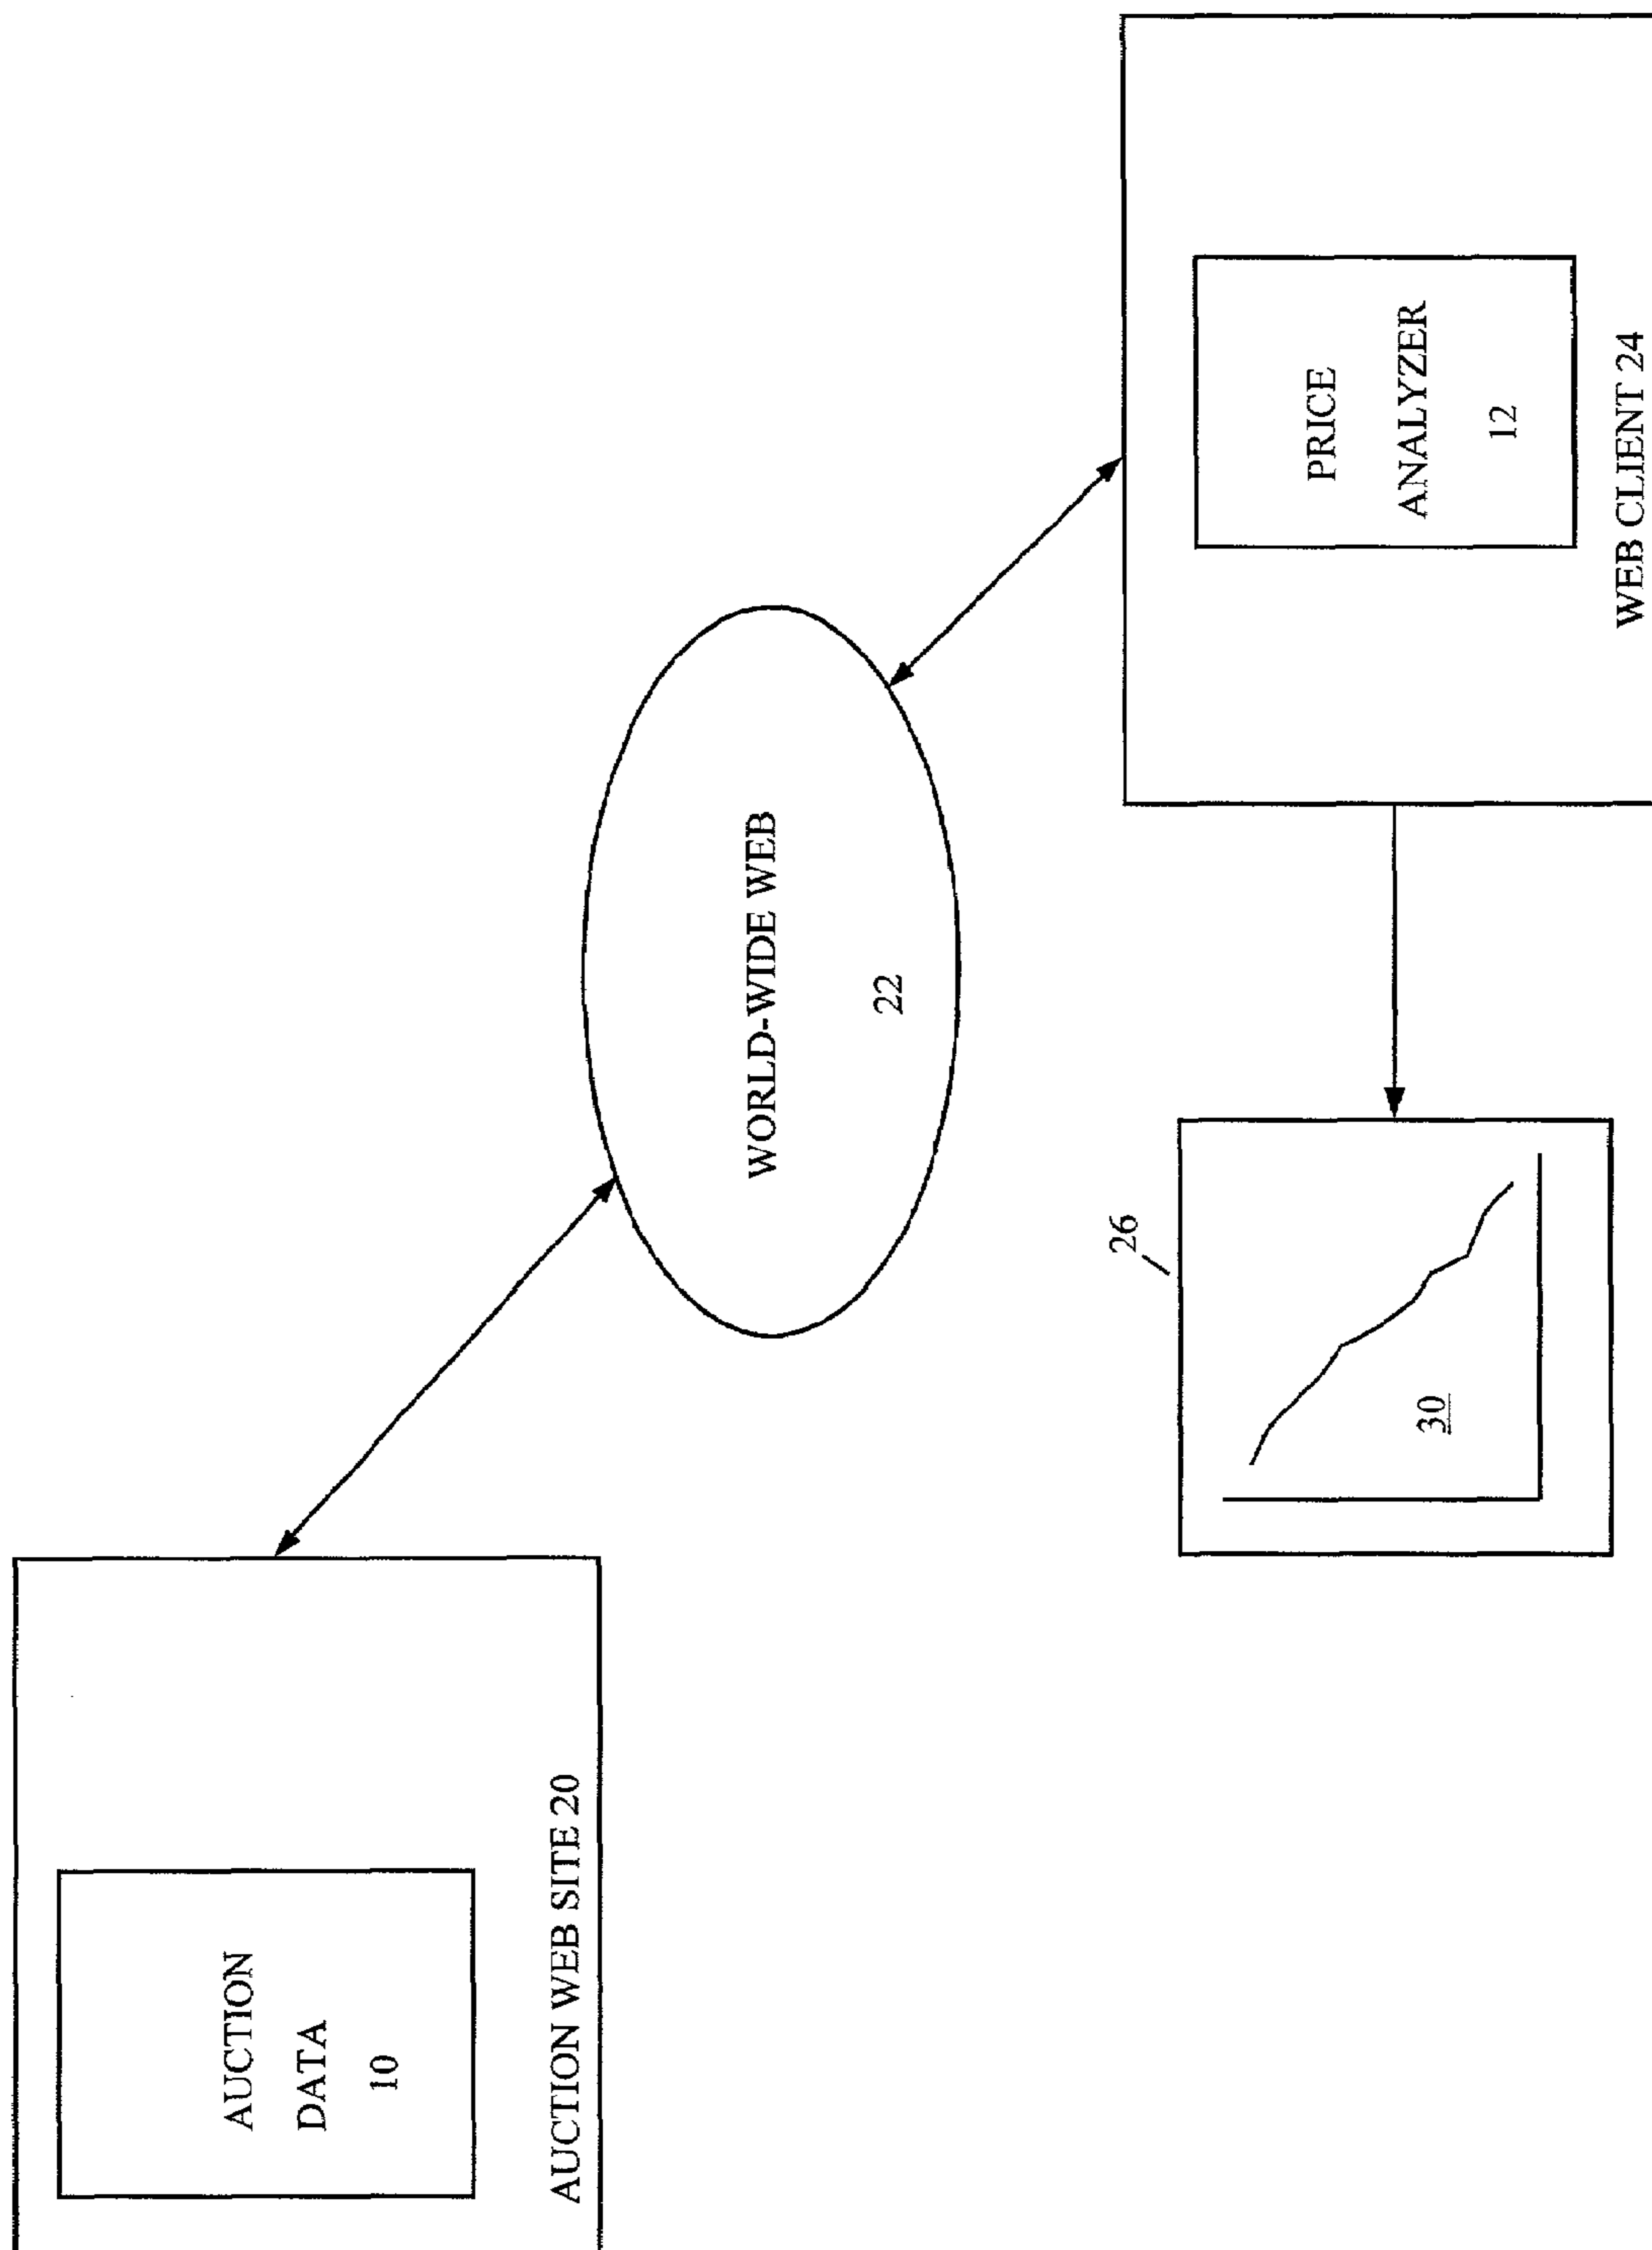 AUCTION
DATA
10
AUCTION WEB SITE 20
WORLD-WIDE WEB
22
26
30
PRICE
ANALYZER
12
WEB CLIENT 24